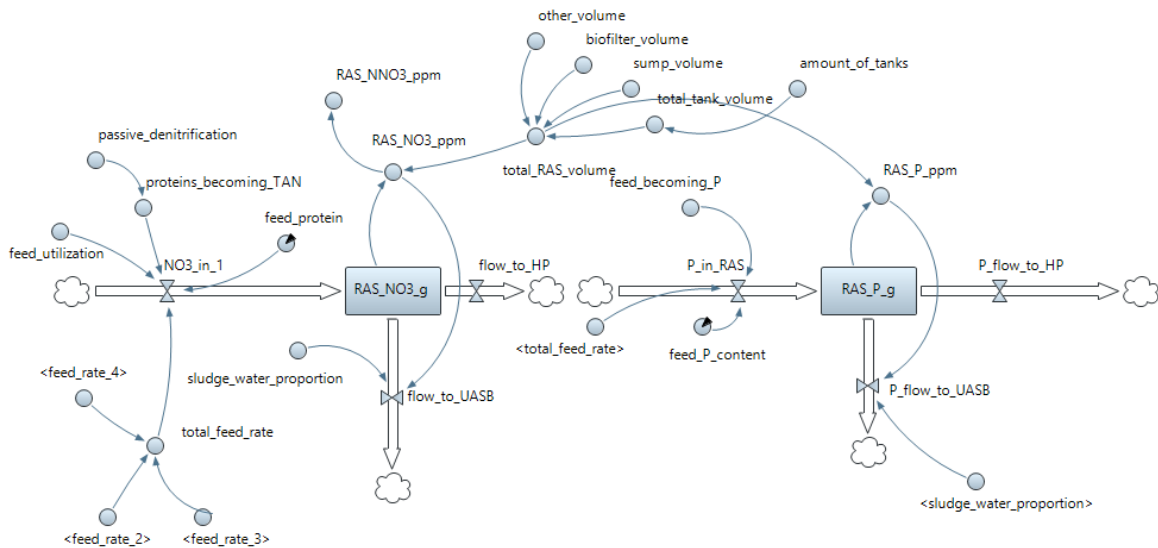 other_volume
biofilter_volume
sump_volume
amount_of_tanks
RAS_NNO3_ppm
total_tank_volume
passive_denitrification
RAS_NO3_ppm
total_RAS_volume
RAS_P_ppm
proteins_becoming_TAN
feed_becoming_P
feed_protein
feed_utilization
NO3_in_1
flow_to_HP
P_in_RAS
P_flow_to_HP
RAS_NO3_g
RAS_P_g
<total_feed_rate>
feed_P_content
<feed_rate_4>
sludge_water_proportion
flow_to_UASB
P_flow_to_UASB
total_feed_rate
<sludge_water_proportion>
<feed_rate_2>
<feed_rate_3>